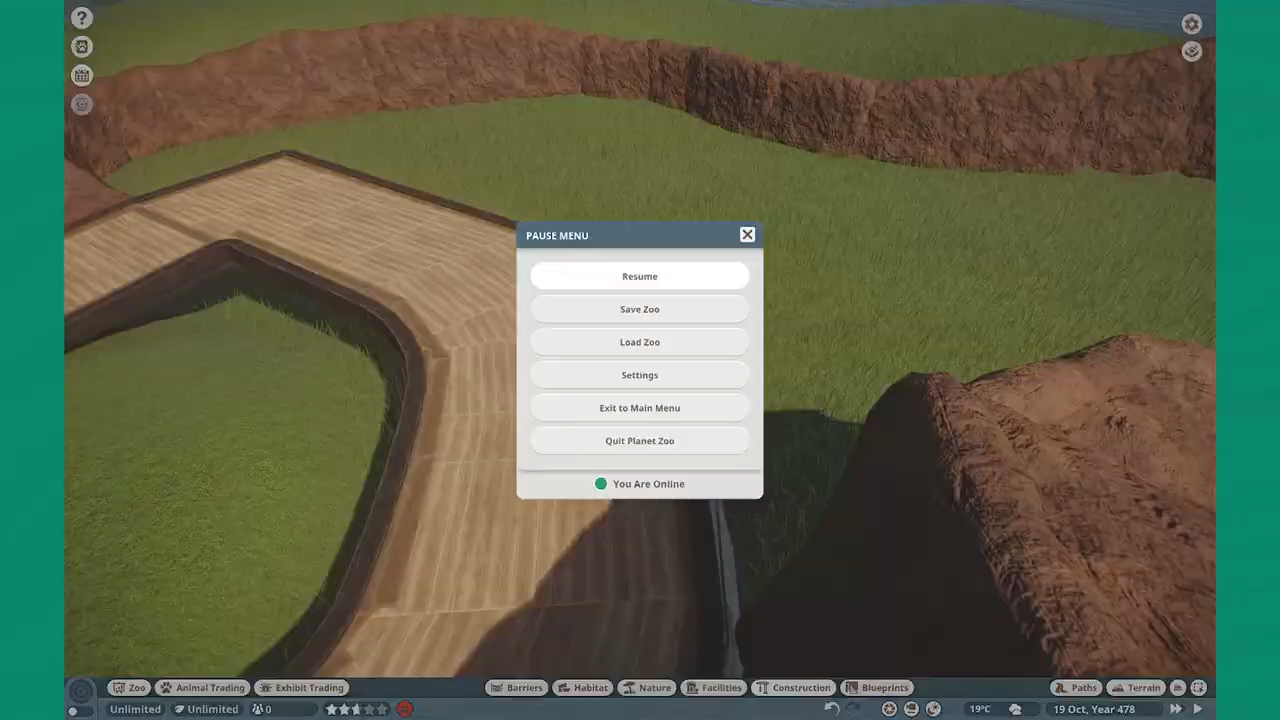 ?
PAUSE MENU
Resume
Save Zoo
Load Zoo
Settings
Exit to Main Menu
Quit Planet Zoo
You Are Online
Zoo Animal Trading Exhibit Trading Barriers Habitat Nature Facilities Construction Blueprints Paths Terrain
Unlimited Unlimited 0 19°C 19 Oct, Year 478